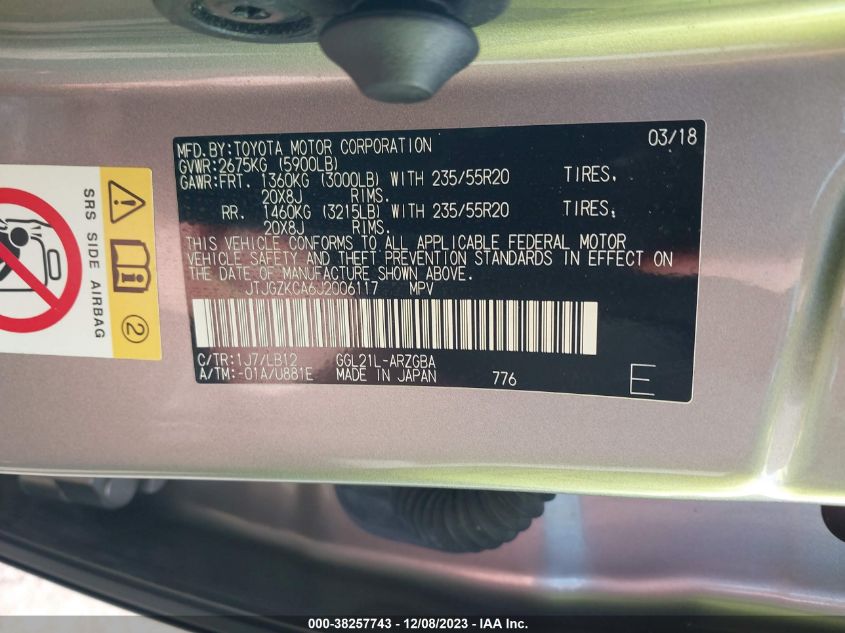 MFD.BY:TOYOTA MOTOR CORPORATION 03/18
GVWR:2675KG (5900LB)
GAWR:FRT. 1360KG (3000LB) WITH 235/55R20 TIRES,
20X8J RIMS.
RR. 1460KG (3215LB) WITH 235/55R20 TIRES,
20X8J RIMS.
THIS VEHICLE CONFORMS TO ALL APPLICABLE FEDERAL MOTOR
VEHICLE SAFETY AND THEFT PREVENTION STANDARDS IN EFFECT ON
THE DATE OF MANUFACTURE SHOWN ABOVE.
JTJGZKCA6J2006117 MPV
C/TR:1J7/LB12 GGL21L-ARZGBA
A/TM:-01A/U881E MADE IN JAPAN 776 E
SRS SIDE AIRBAG
2
000-38257743 - 12/08/2023 - IAA Inc.